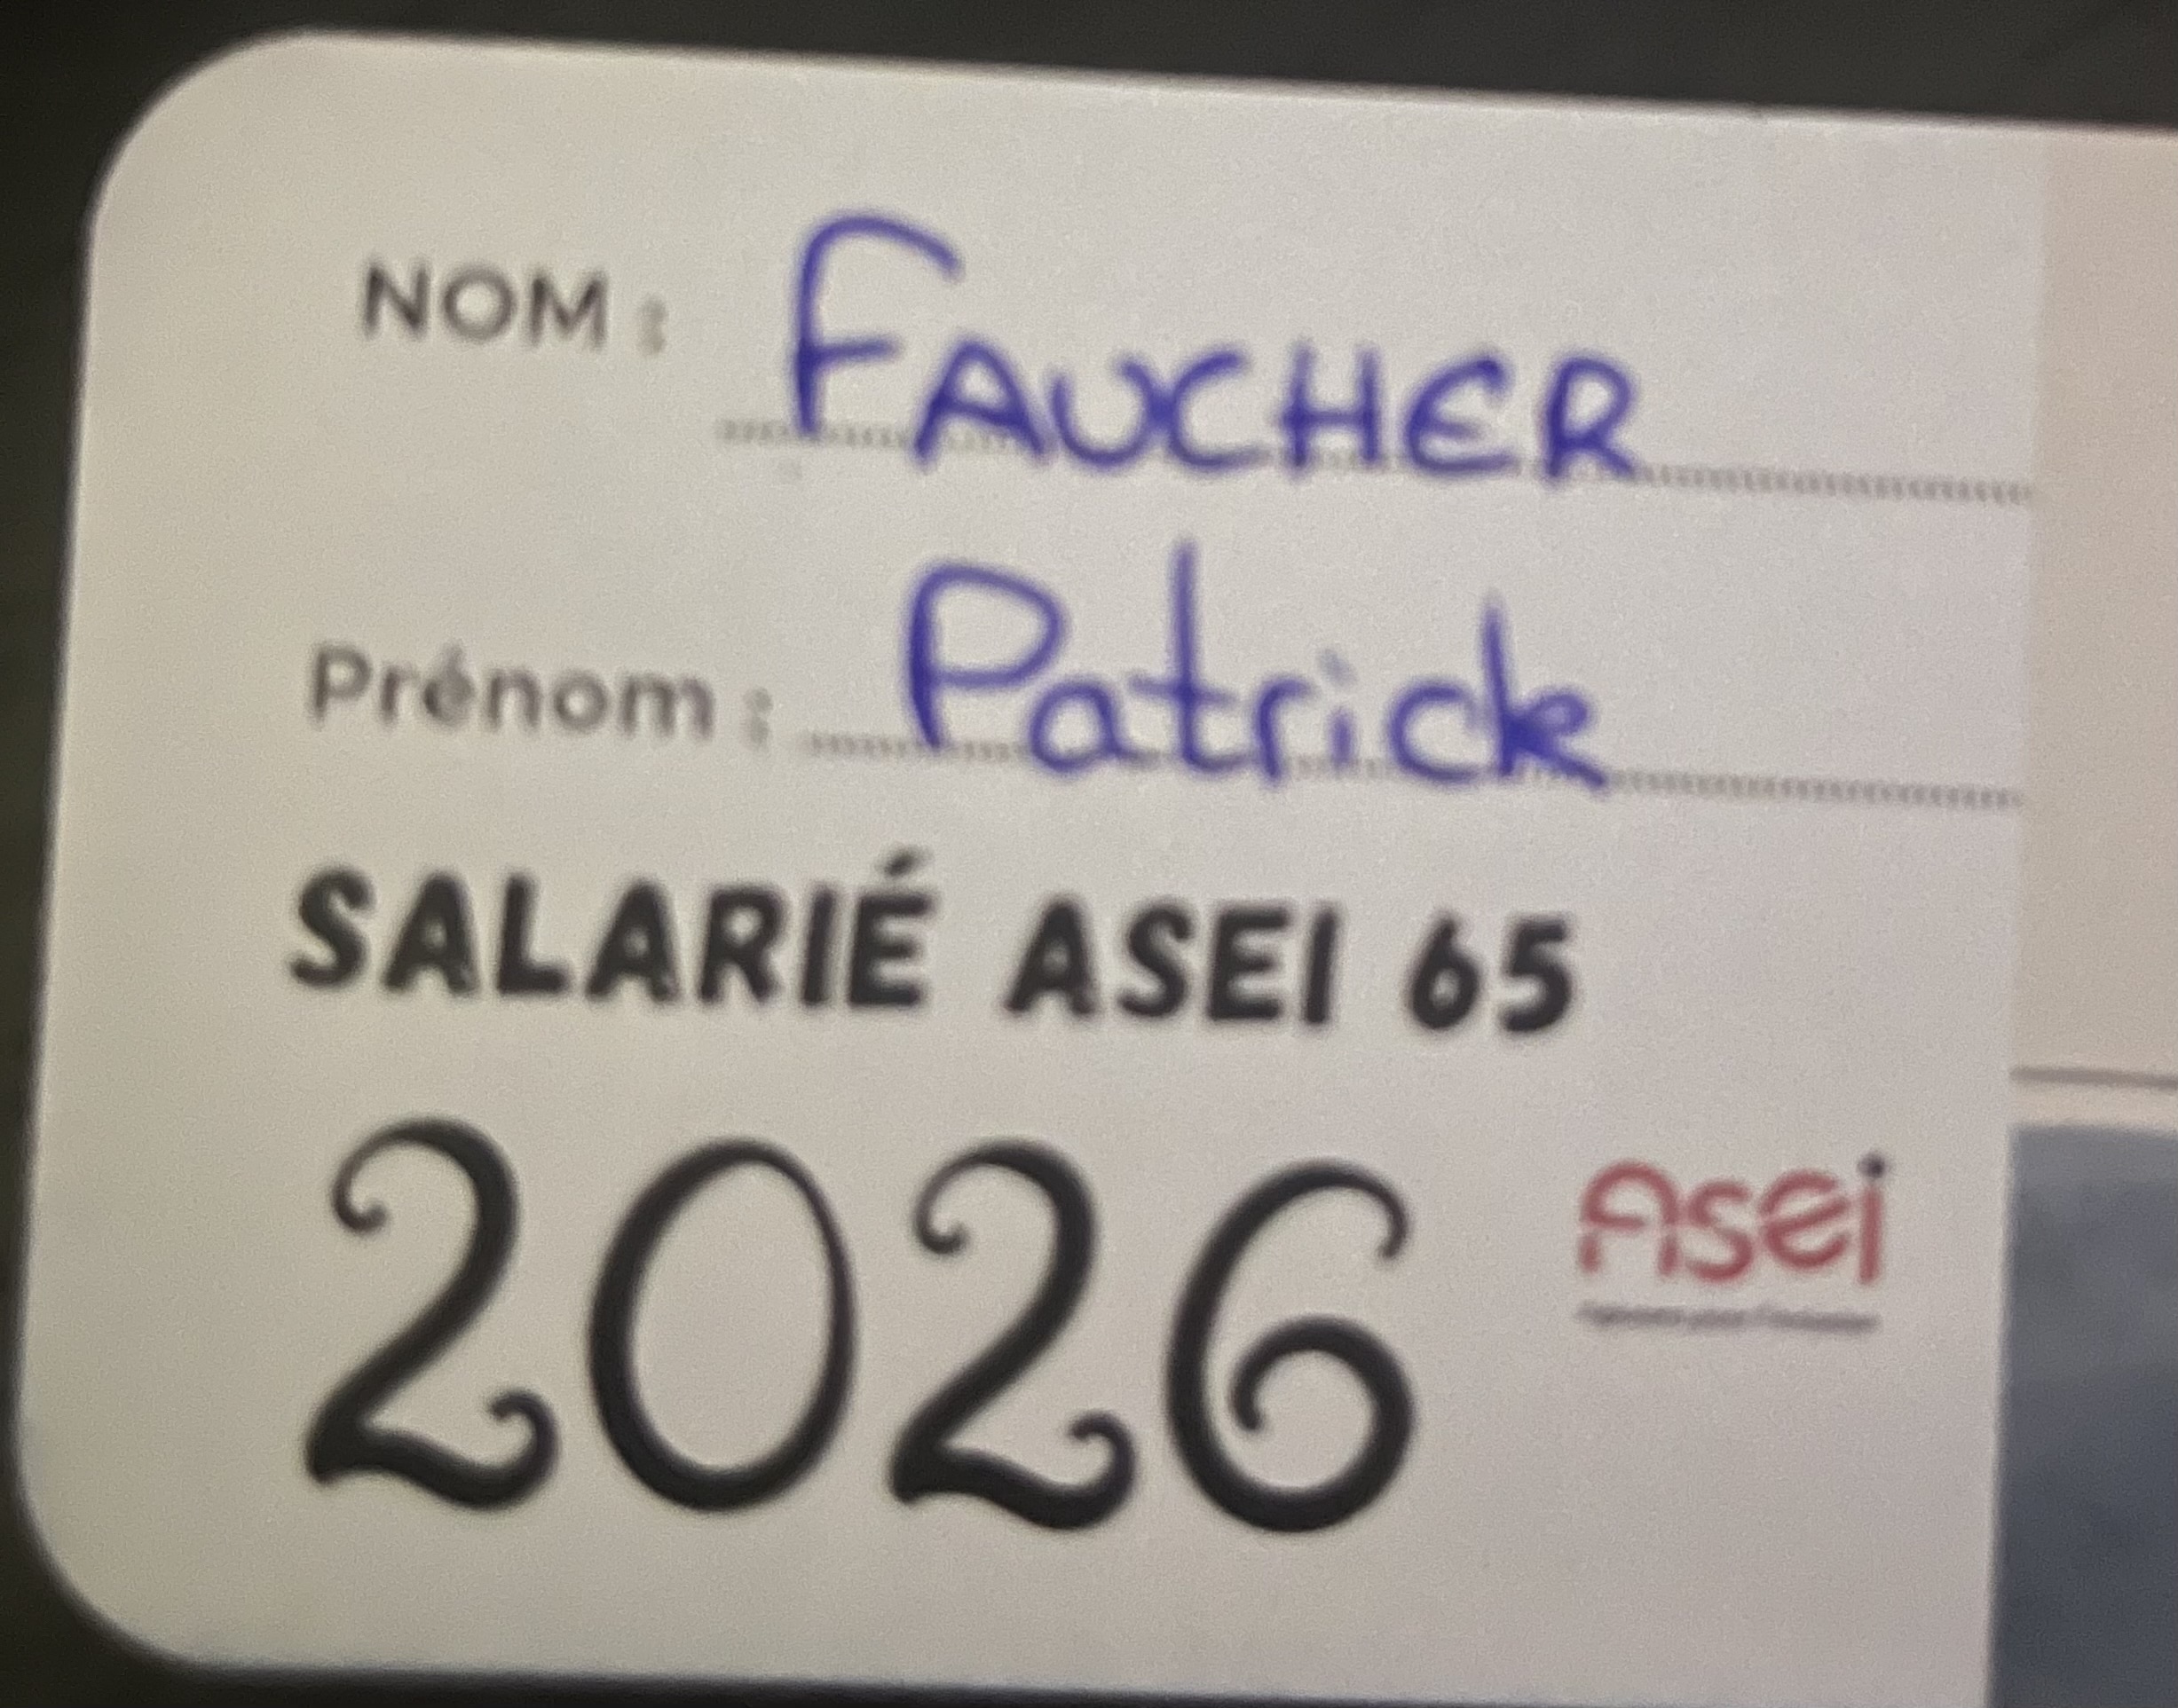 NOM : FAUCHER
Prénom : Patrick
SALARIÉ ASEI 65
2026
Asei